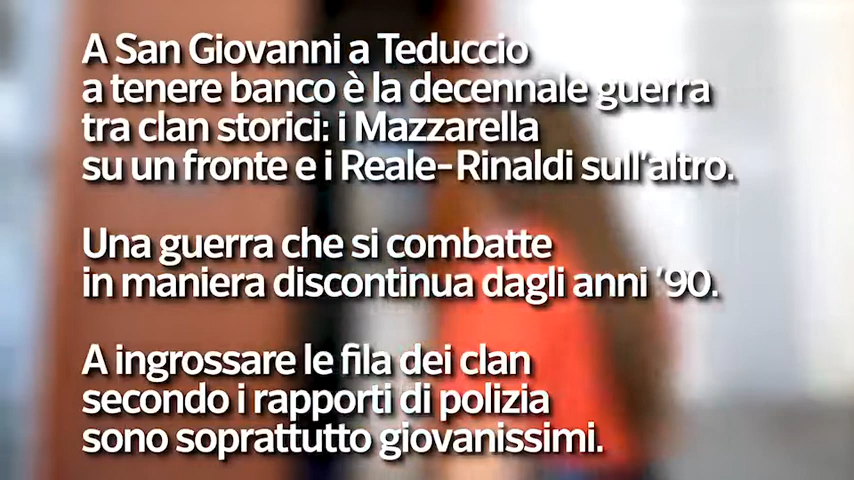 A San Giovanni a Teduccio
a tenere banco è la decennale guerra
tra clan storici: i Mazzarella
su un fronte e i Reale-Rinaldi sull'altro.
Una guerra che si combatte
in maniera discontinua dagli anni '90.
A ingrossare le fila dei clan
secondo i rapporti di polizia
sono soprattutto giovanissimi.